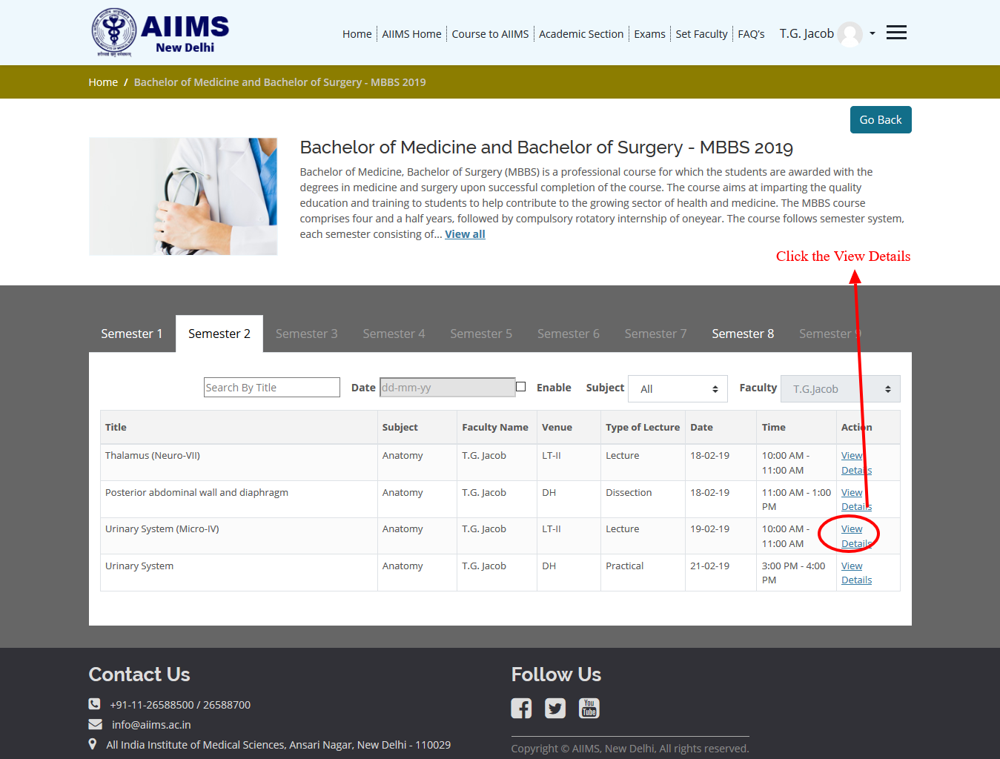 AIIMS
New Delhi
Home AIIMS Home Course to AIIMS Academic Section Exams Set Faculty FAQ's T.G. Jacob
Home / Bachelor of Medicine and Bachelor of Surgery - MBBS 2019
Go Back
Bachelor of Medicine and Bachelor of Surgery - MBBS 2019
Bachelor of Medicine, Bachelor of Surgery (MBBS) is a professional course for which the students are awarded with the
degrees in medicine and surgery upon successful completion of the course. The course aims at imparting the quality
education and training to students to help contribute to the growing sector of health and medicine. The MBBS course
comprises four and a half years, followed by compulsory rotatory internship of oneyear. The course follows semester system,
each semester consisting of... View all
Click the View Details
Semester 1 Semester 2 Semester 3 Semester 4 Semester 5 Semester 6 Semester 7 Semester 8 Semester 9
Search By Title Date dd-mm-yy Enable Subject All Faculty T.G.Jacob
Title Subject Faculty Name Venue Type of Lecture Date Time Action
Thalamus (Neuro-VII) Anatomy T.G. Jacob LT-II Lecture 18-02-19 10:00 AM - View
11:00 AM Details
Posterior abdominal wall and diaphragm Anatomy T.G. Jacob DH Dissection 18-02-19 11:00 AM - 1:00 View
PM Details
Urinary System (Micro-IV) Anatomy T.G. Jacob LT-II Lecture 19-02-19 10:00 AM - View
11:00 AM Details
Urinary System Anatomy T.G. Jacob DH Practical 21-02-19 3:00 PM - 4:00 View
PM Details
Contact Us
+91-11-26588500 / 26588700
info@aiims.ac.in
All India Institute of Medical Sciences, Ansari Nagar, New Delhi - 110029
Follow Us
You
Tube
Copyright © AIIMS, New Delhi, All rights reserved.